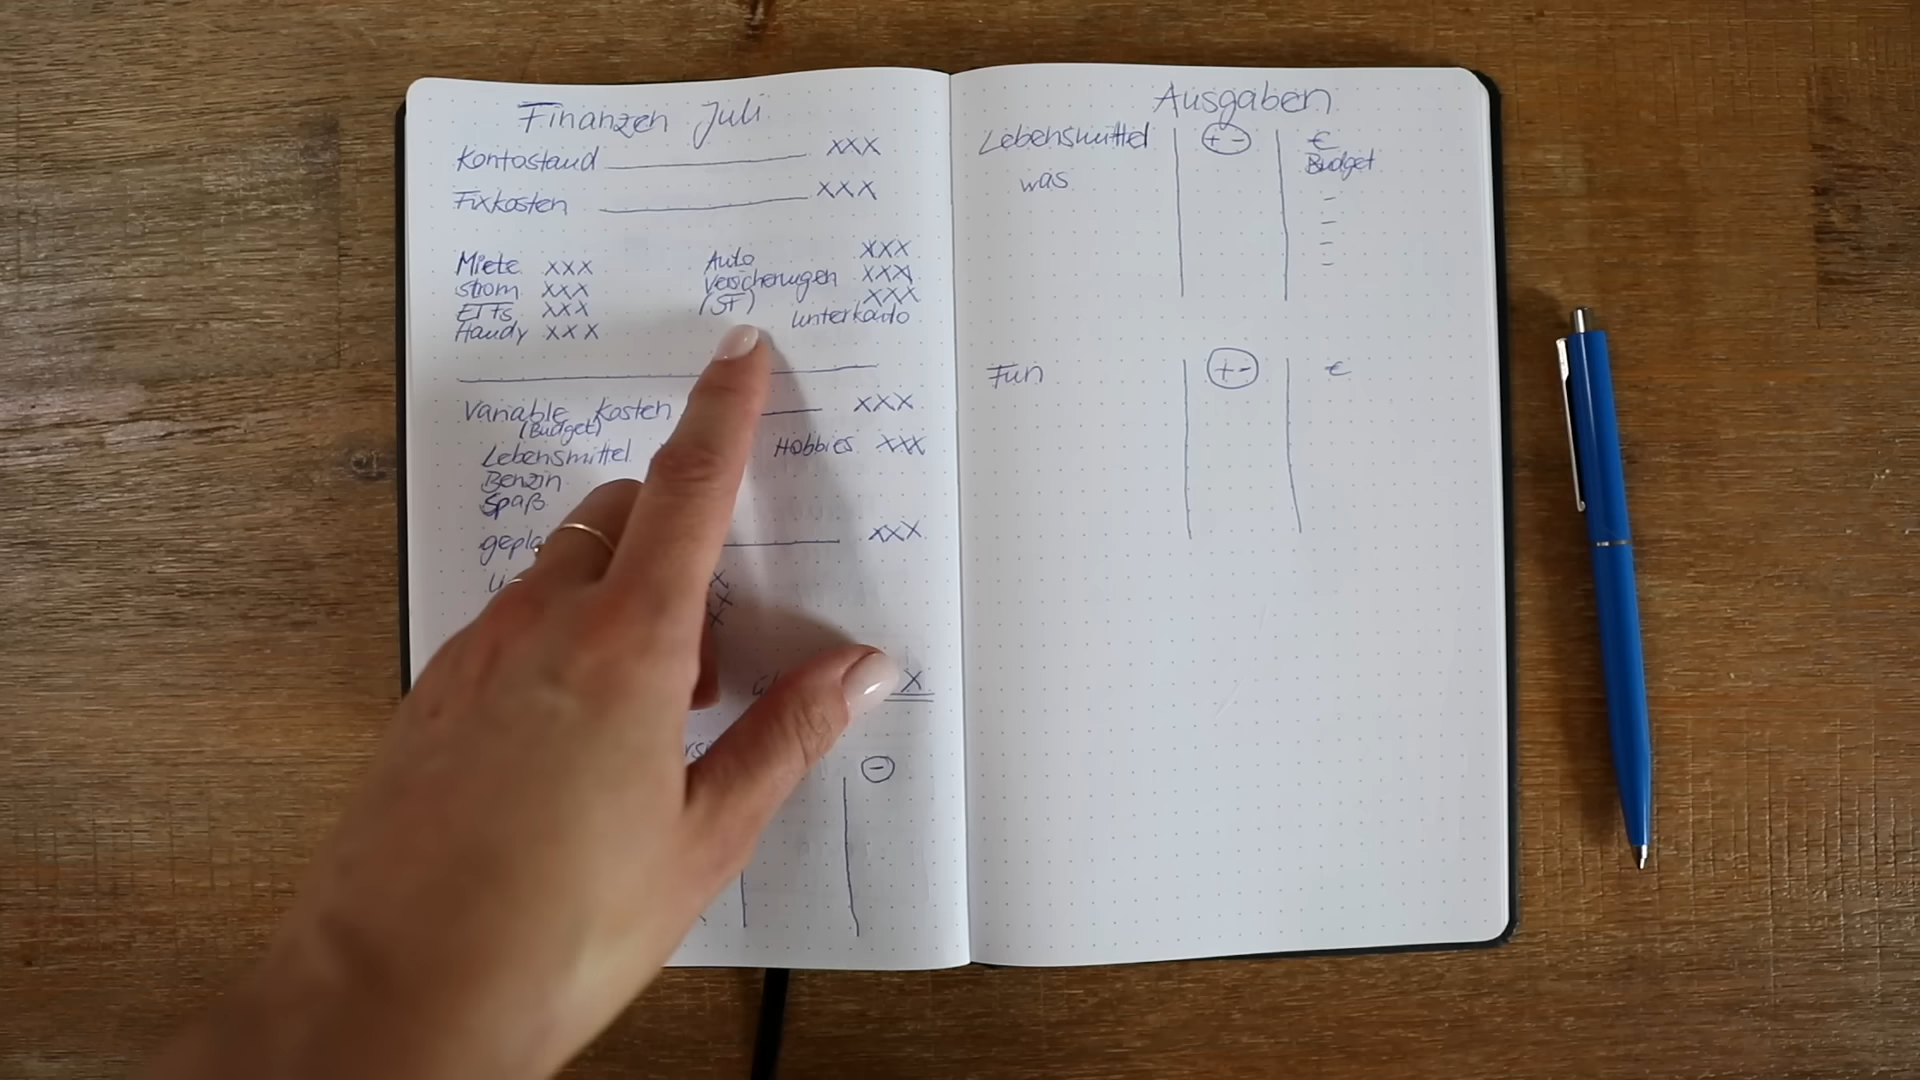 Finanzen Juli
Kontostand XXX
Fixkosten XXX
Miete XXX
Strom XXX
ETFs XXX
Handy XXX
Auto XXX
Versicherungen XXX
(ST) XXX
Unterkonto
Variable Kosten XXX
(Budget)
Lebensmittel
Hobbies XXX
Benzin
Spaß
XXX
Ausgaben
Lebensmittel + - €
Budget
was
-
-
-
-
Fun + - €